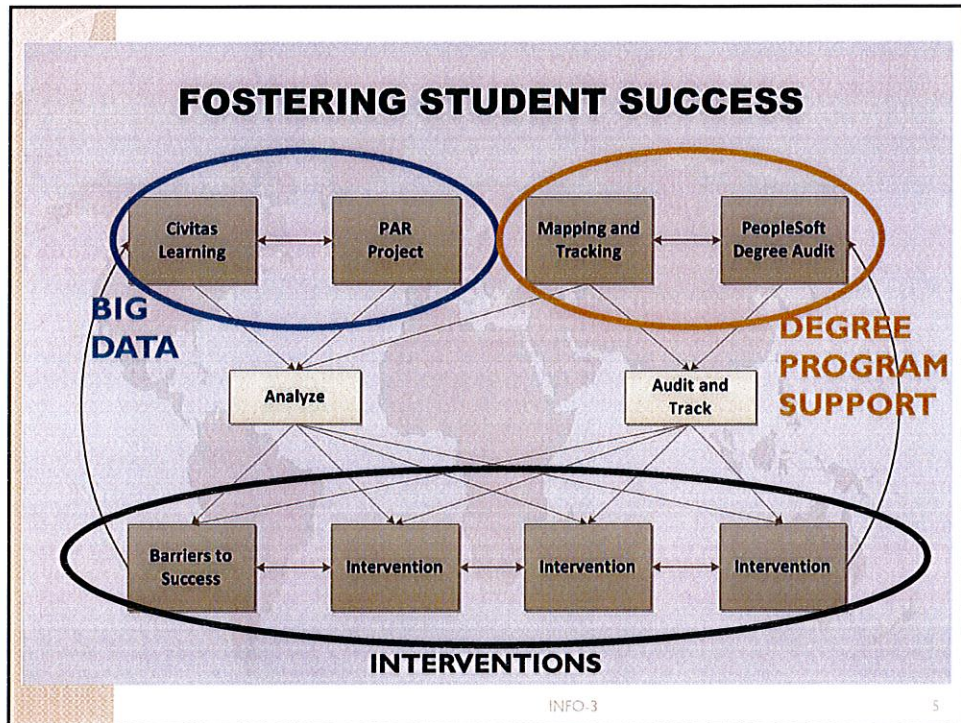 FOSTERING STUDENT SUCCESS
Civitas
Learning
PAR
Project
Mapping and
Tracking
PeopleSoft
Degree Audit
BIG
DATA
DEGREE
PROGRAM
SUPPORT
Analyze
Audit and
Track
Barriers to
Success
Intervention
Intervention
Intervention
INTERVENTIONS
INFO-3
5